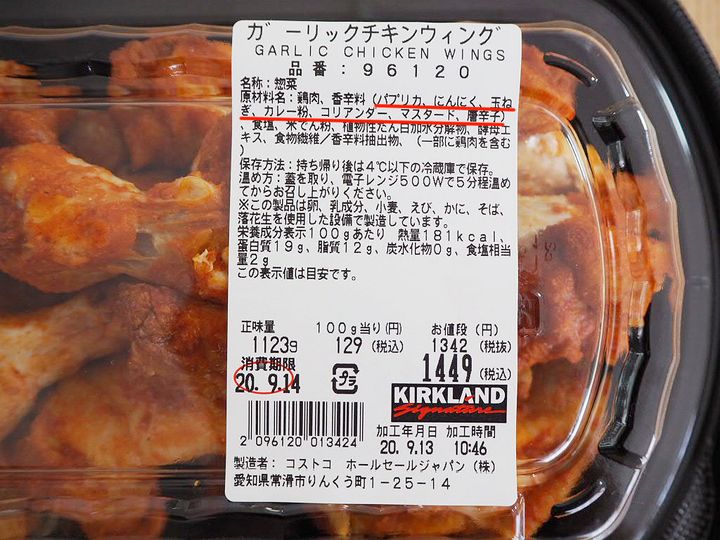 ガーリックチキンウィング
GARLIC CHICKEN WINGS
品番：96120
名称：惣菜
原材料名：鶏肉、香辛料（パプリカ、にんにく、玉ね
ぎ、カレー粉、コリアンダー、マスタード、唐辛子）
、食塩、米でん粉、植物性たん白加水分解物、酵母エ
キス、食物繊維／香辛料抽出物、（一部に鶏肉を含む
）
保存方法：持ち帰り後は4℃以下の冷蔵庫で保存。
温め方：蓋を取り、電子レンジ500Wで5分程温め
てからお召し上がりください。
※この製品は卵、乳成分、小麦、えび、かに、そば、
落花生を使用した設備で製造しています。
栄養成分表示100gあたり　熱量181kcal、
蛋白質19g、脂質12g、炭水化物0g、食塩相当
量2g
この表示値は目安です。
正味量 100g当り(円) お値段(円)
1123g 129 (税込) 1342 (税抜)
消費期限 1449 (税込)
20. 9.14 プラ
KIRKLAND
Signature
2 096120 013424
加工年月日 加工時間
20. 9.13 10:46
製造者：コストコ ホールセールジャパン（株）
愛知県常滑市りんくう町1-25-14